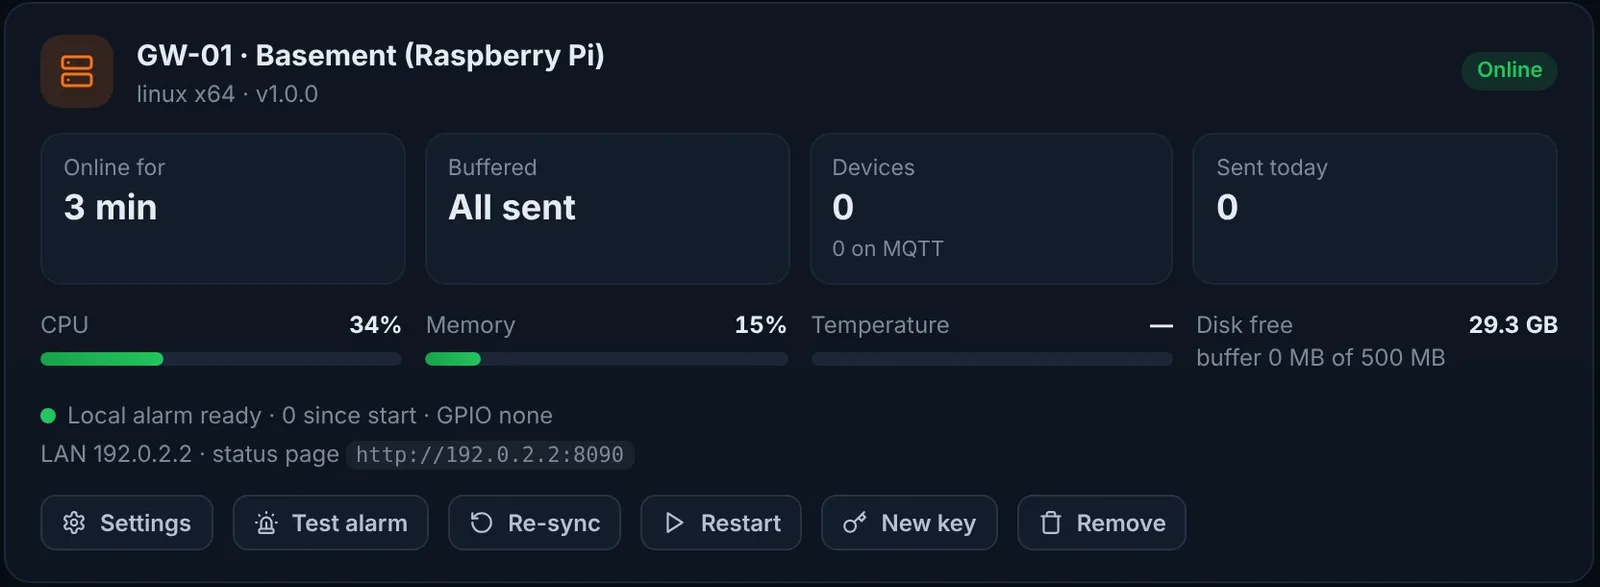 GW-01 · Basement (Raspberry Pi)
linux x64 · v1.0.0
Online
Online for
3 min
Buffered
All sent
Devices
0
0 on MQTT
Sent today
0
CPU 34%
Memory 15%
Temperature —
Disk free 29.3 GB
buffer 0 MB of 500 MB
Local alarm ready · 0 since start · GPIO none
LAN 192.0.2.2 · status page http://192.0.2.2:8090
Settings
Test alarm
Re-sync
Restart
New key
Remove